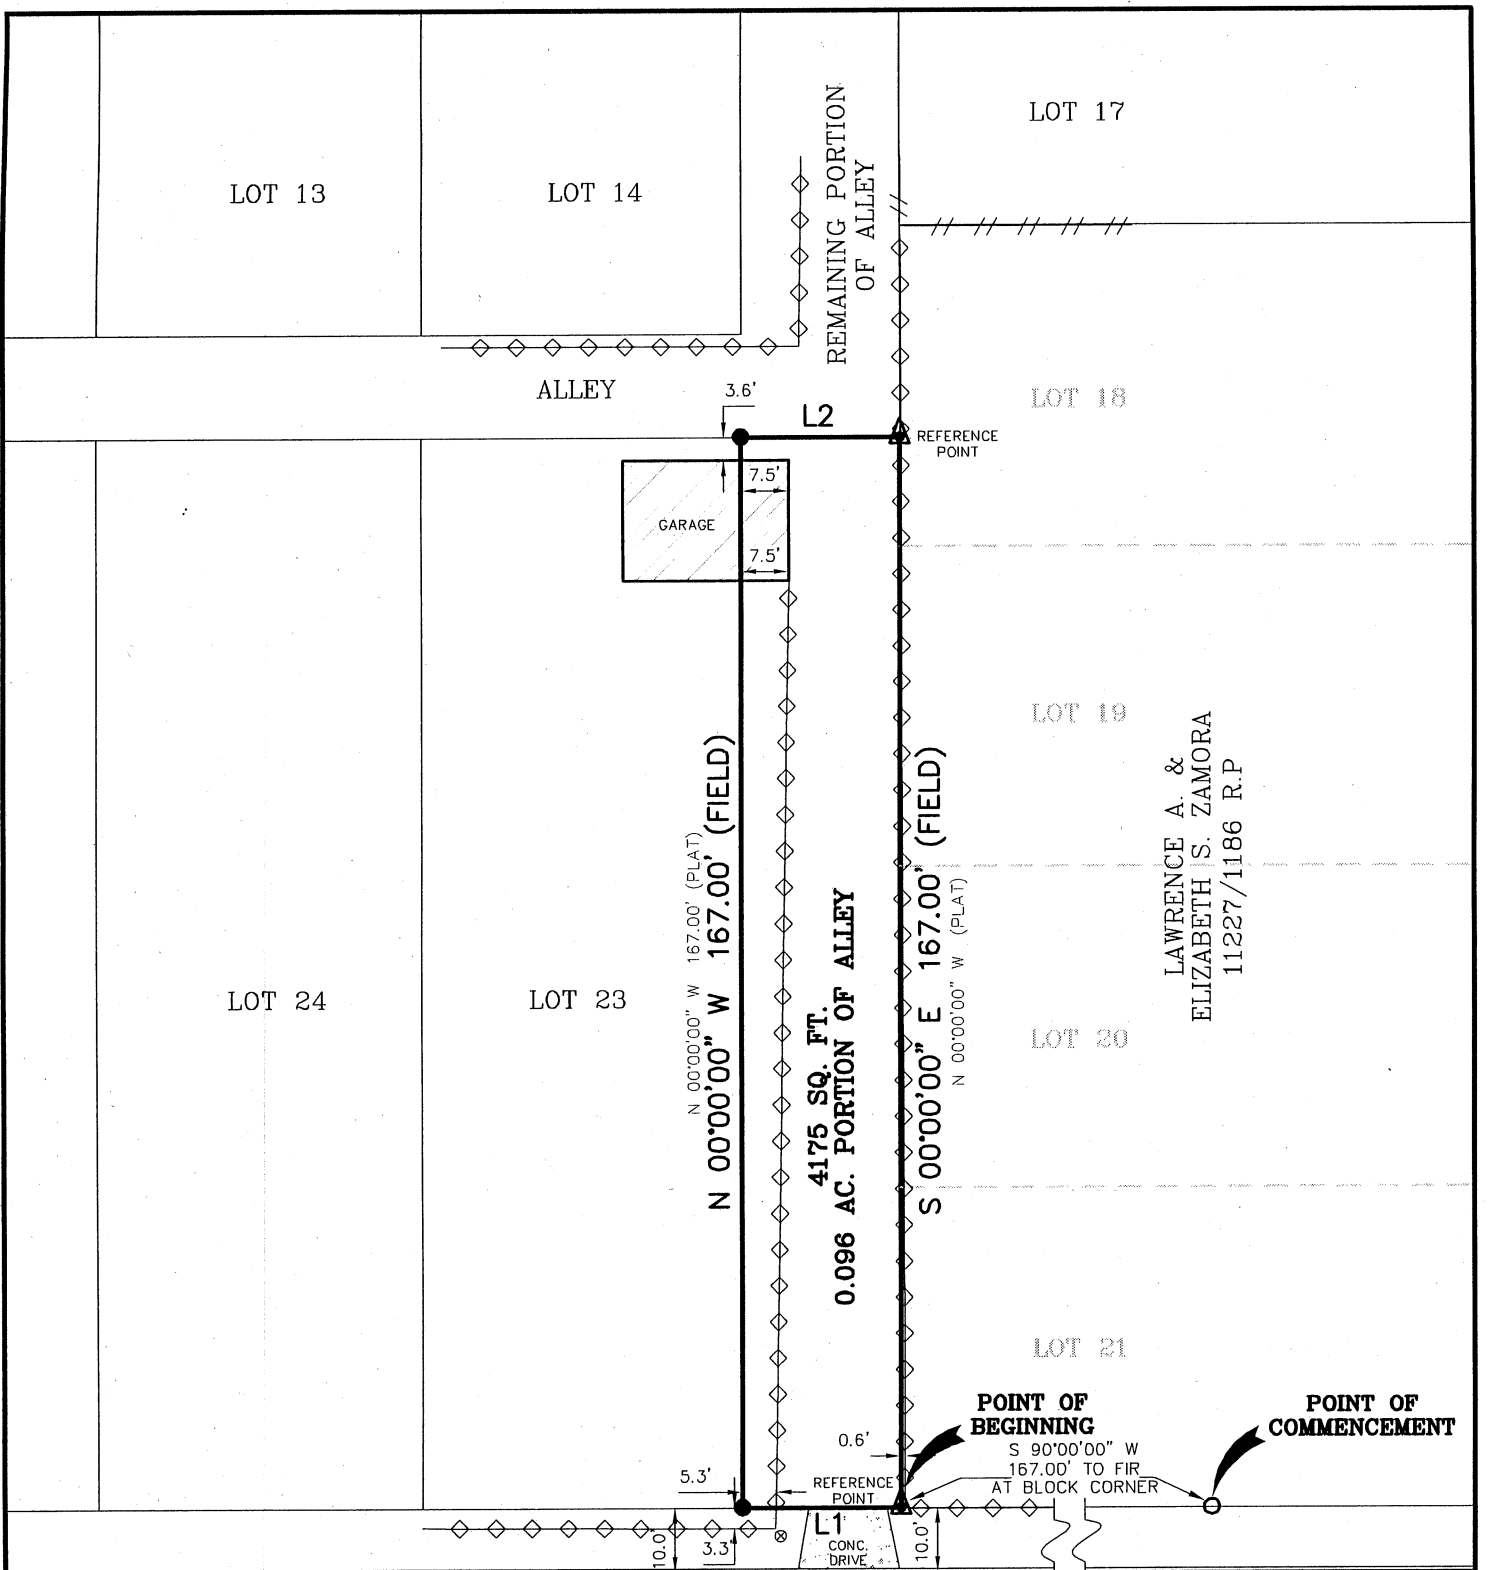 LOT 17
LOT 13
LOT 14
REMAINING PORTION
OF ALLEY
ALLEY
3.6'
L2
LOT 18
REFERENCE
POINT
7.5'
GARAGE
7.5'
LOT 19
N 00°00'00" W 167.00' (PLAT)
N 00°00'00" W 167.00' (FIELD)
4175 SQ. FT.
0.096 AC. PORTION OF ALLEY
S 00°00'00" E 167.00' (FIELD)
N 00°00'00" W (PLAT)
LAWRENCE A. &
ELIZABETH S. ZAMORA
11227/1186 R.P
LOT 24
LOT 23
LOT 20
LOT 21
POINT OF
BEGINNING
POINT OF
COMMENCEMENT
0.6'
S 90°00'00" W
167.00' TO FIR
AT BLOCK CORNER
5.3'
REFERENCE
POINT
L1
10.0'
3.3'
CONC.
DRIVE
10.0'